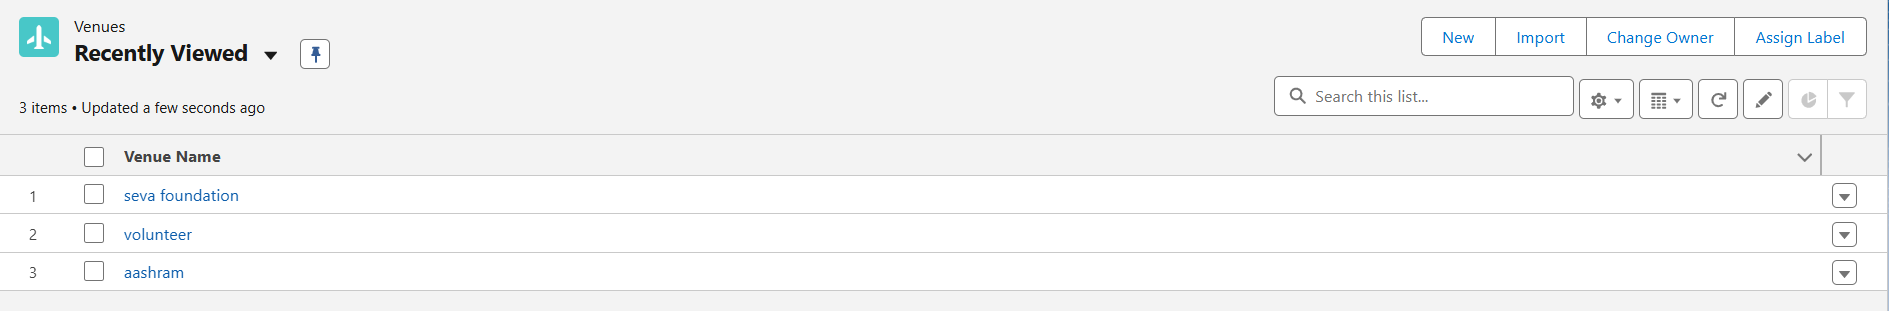 Venues
Recently Viewed
New Import Change Owner Assign Label
3 items • Updated a few seconds ago
Search this list...
Venue Name
1 seva foundation
2 volunteer
3 aashram